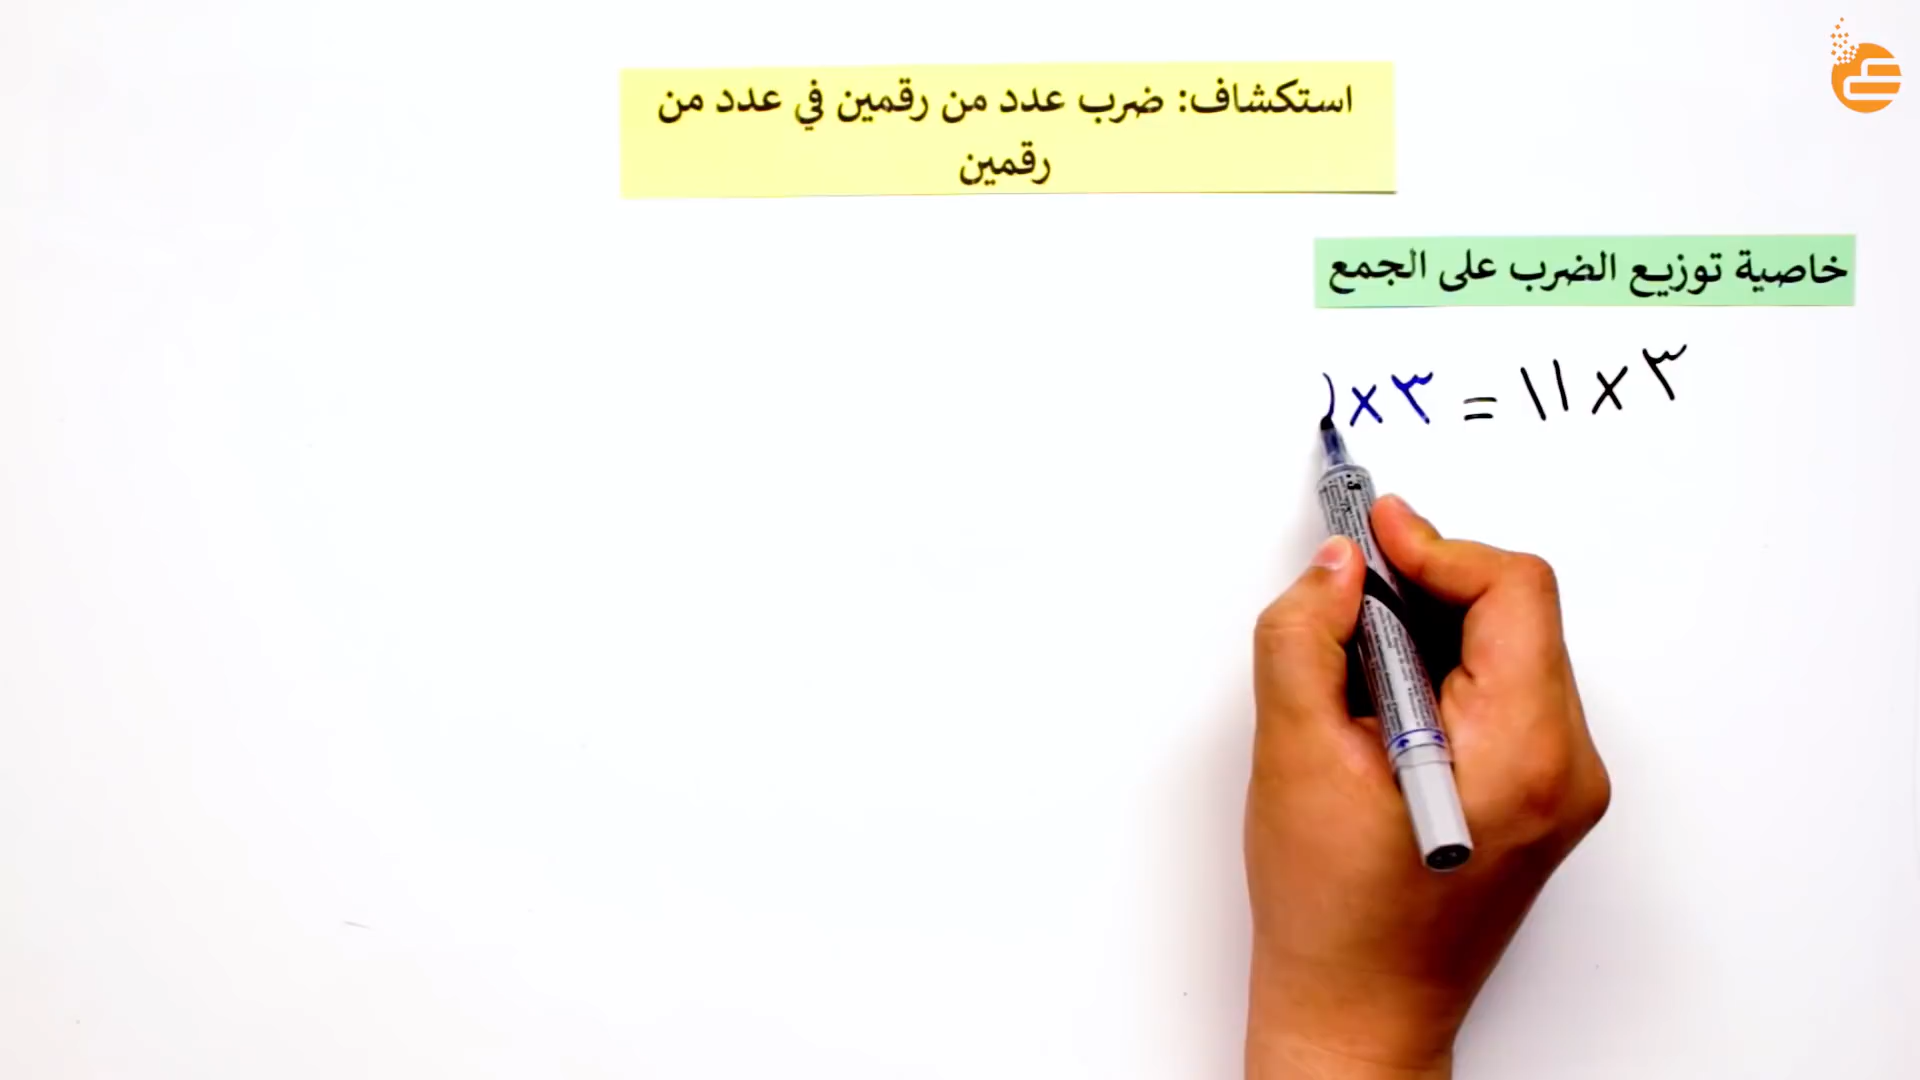 استكشاف: ضرب عدد من رقمين في عدد من
رقمين
خاصية توزيع الضرب على الجمع
٣ × ١١ = ٣ × (